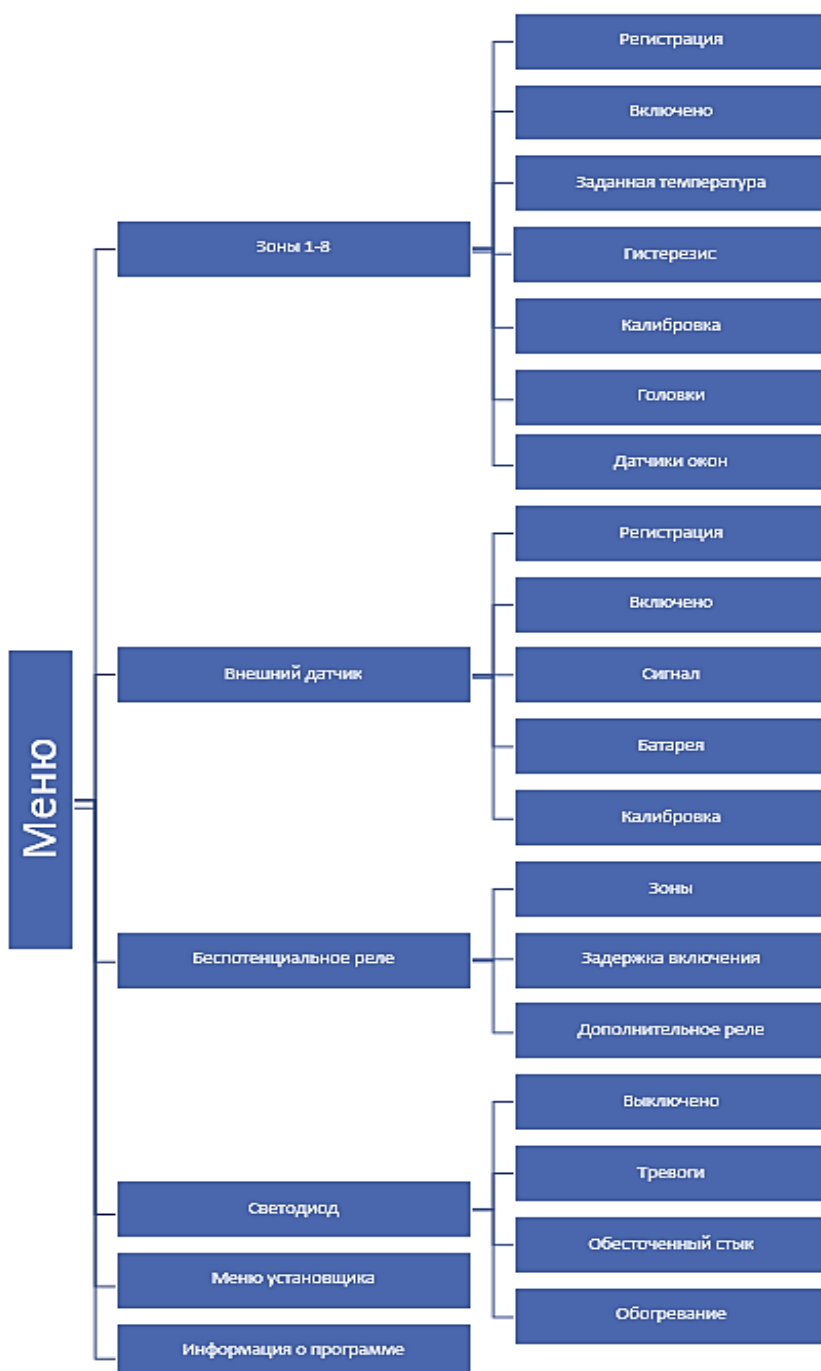 Меню
Зоны 1-8
Регистрация
Включено
Заданная температура
Гистерезис
Калибровка
Головки
Датчики окон
Внешний датчик
Регистрация
Включено
Сигнал
Батарея
Калибровка
Беспотенциальное реле
Зоны
Задержка включения
Дополнительное реле
Светодиод
Выключено
Тревоги
Обесточенный стык
Обогревание
Меню установщика
Информация о программе